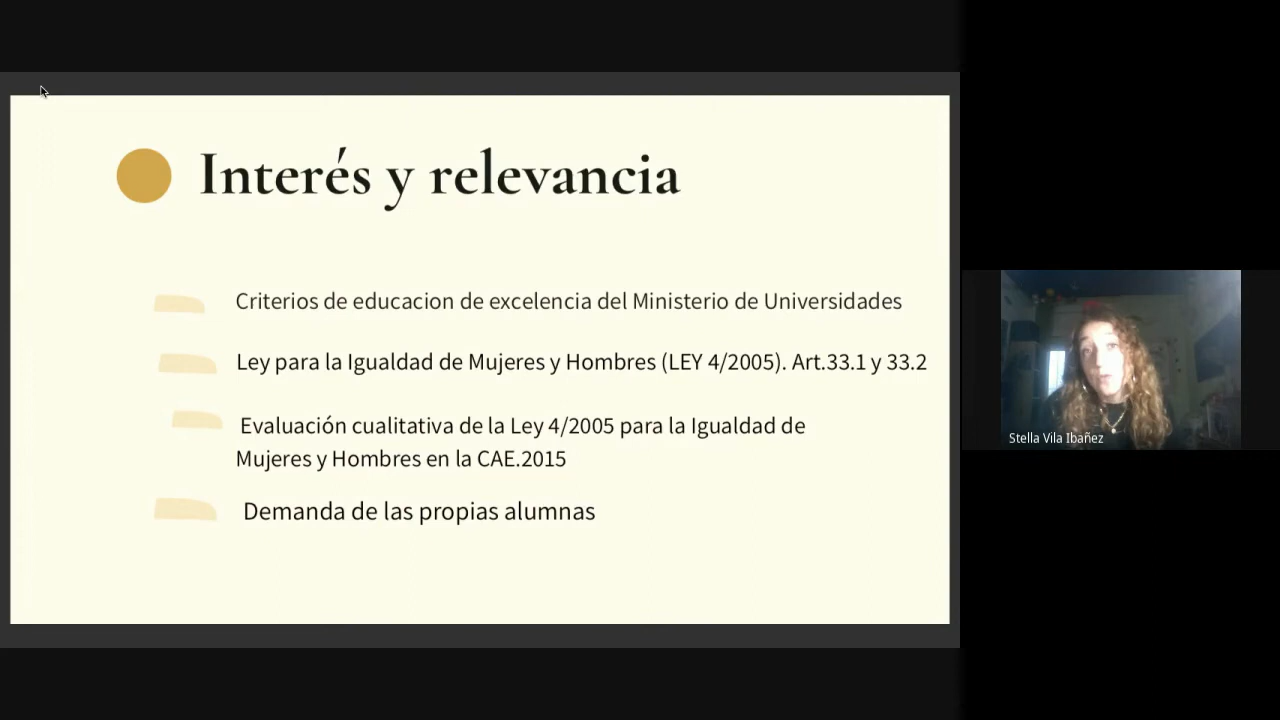 Interés y relevancia
Criterios de educacion de excelencia del Ministerio de Universidades
Ley para la Igualdad de Mujeres y Hombres (LEY 4/2005). Art.33.1 y 33.2
Evaluación cualitativa de la Ley 4/2005 para la Igualdad de
Mujeres y Hombres en la CAE.2015
Demanda de las propias alumnas
Stella Vila Ibañez